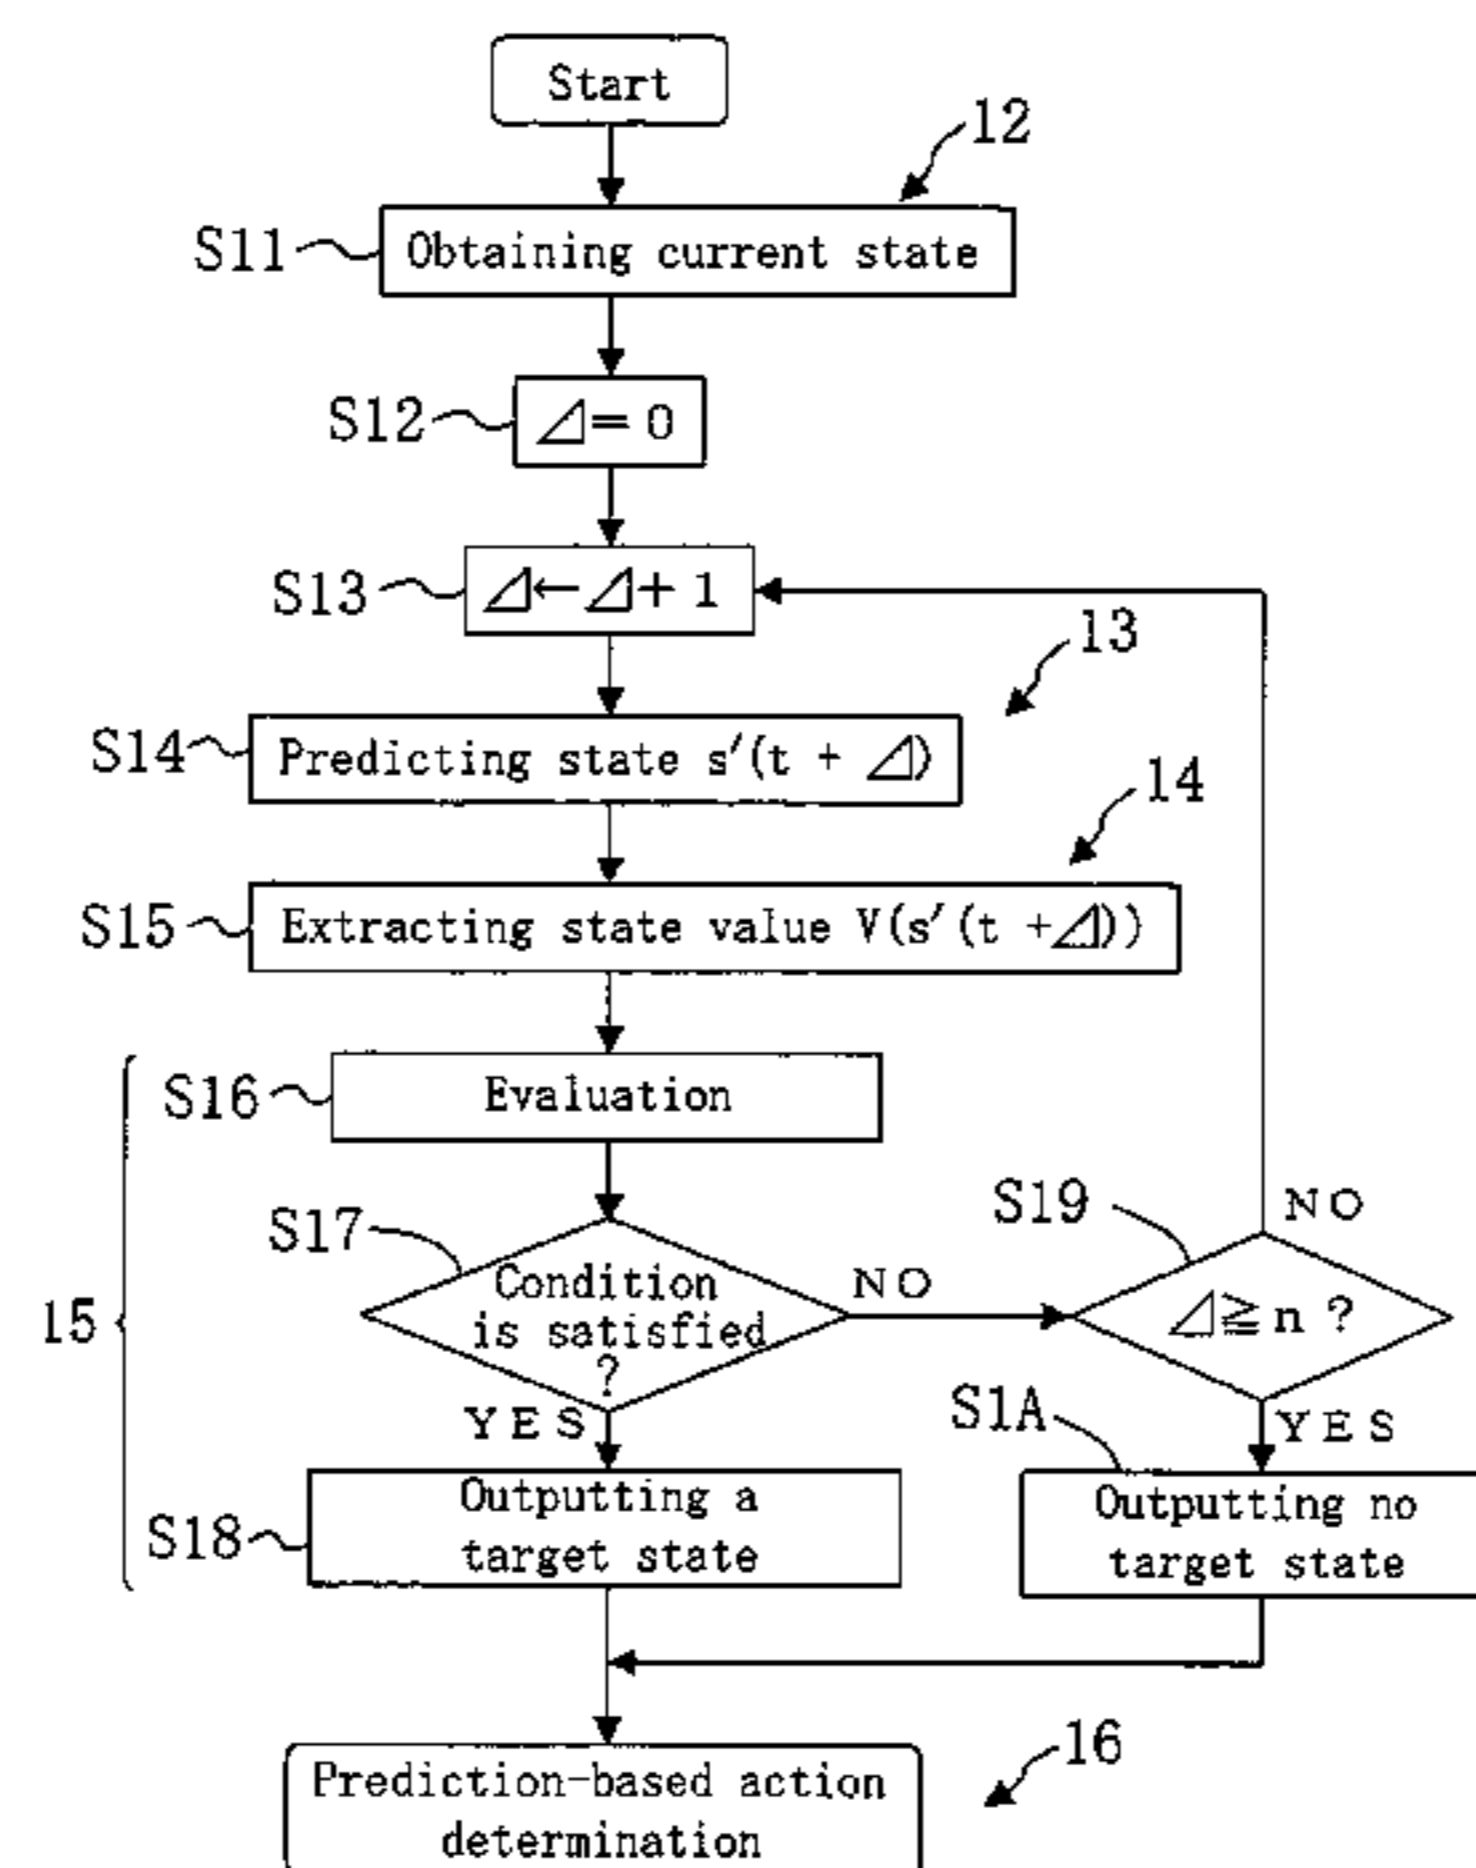 Start
12
S11
Obtaining current state
S12
⊿= 0
S13
⊿←⊿+ 1
13
S14
Predicting state s′(t + ⊿)
14
S15
Extracting state value V(s′(t +⊿))
S16
Evaluation
S17
Condition
is satisfied
?
NO
S19
NO
⊿≧n ?
15
YES
S1A
YES
S18
Outputting a
target state
Outputting no
target state
16
Prediction-based action
determination